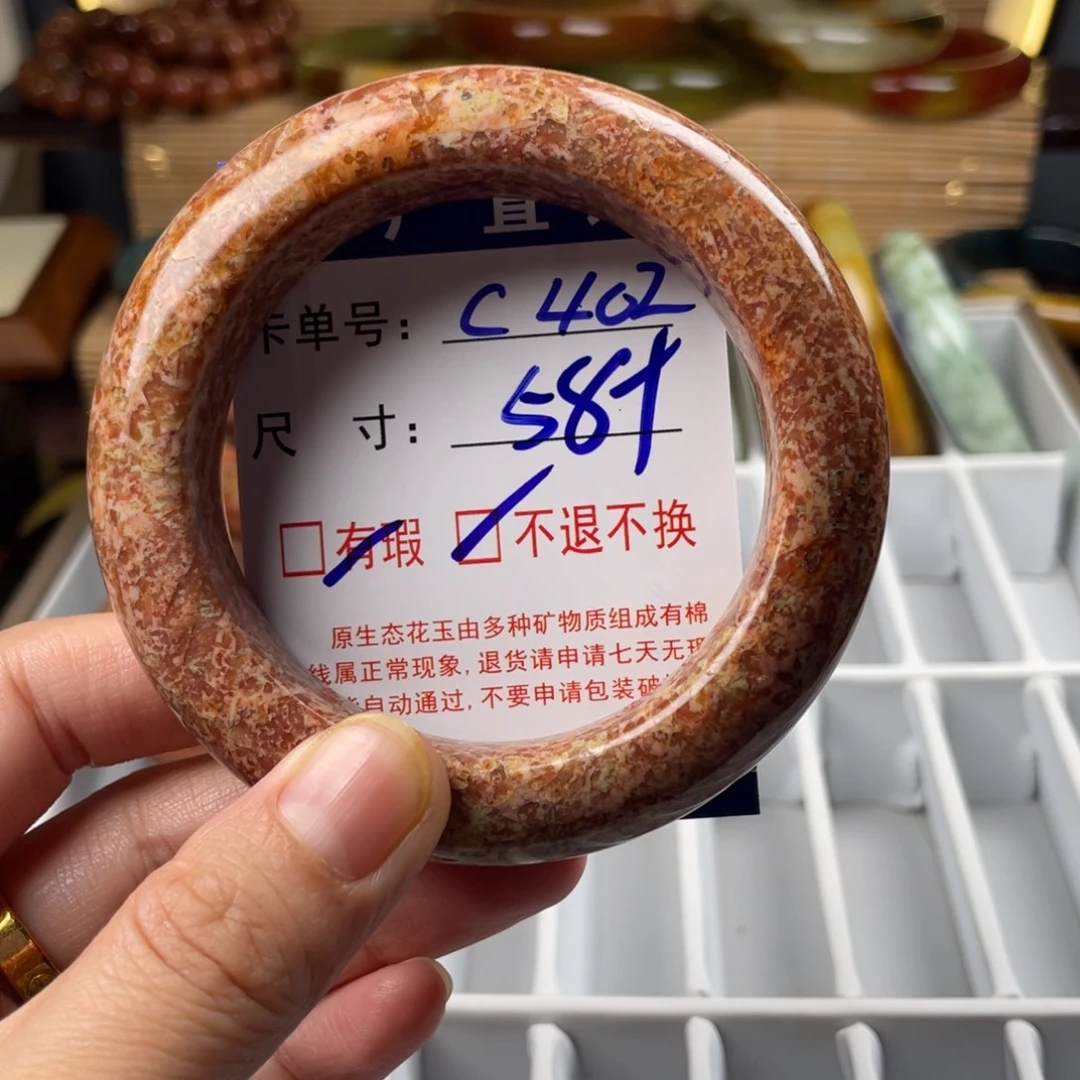 直
卡单号: C 402
尺 寸: 58
有瑕 不退不换
原生态花玉由多种矿物质组成有棉
线属正常现象,退货请申请七天无理
自动通过,不要申请包装破